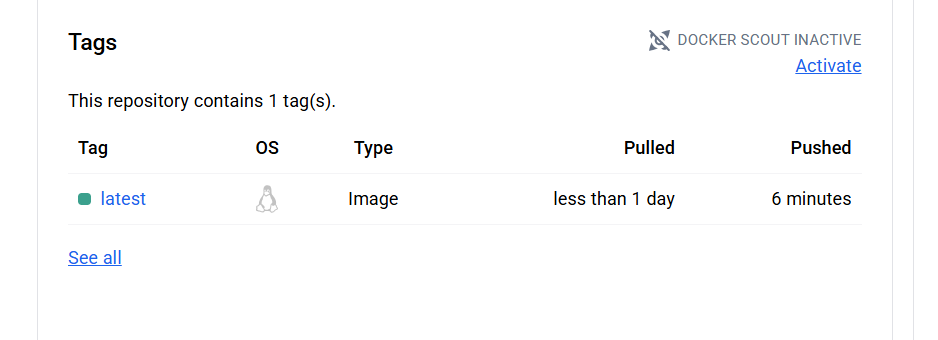 Tags
DOCKER SCOUT INACTIVE
Activate
This repository contains 1 tag(s).
Tag OS Type Pulled Pushed
latest Image less than 1 day 6 minutes
See all